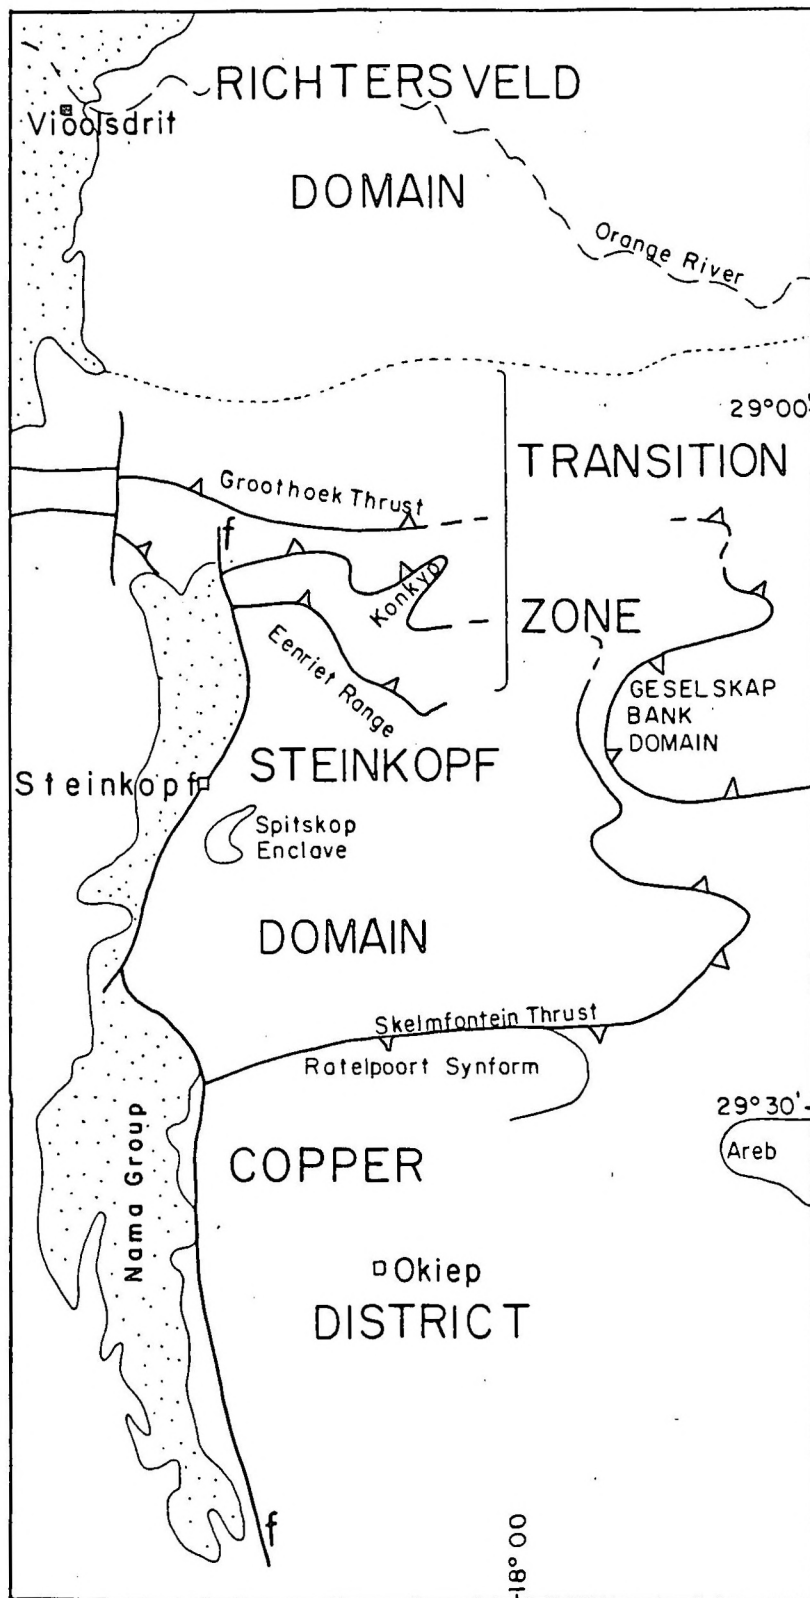 RICHTERSVELD
Vioolsdrit
DOMAIN
Orange River
29°00'
TRANSITION
Groothoek Thrust
f
Konkyp
ZONE
Eenriet Range
GESELSKAP
BANK
DOMAIN
STEINKOPF
Steinkopf
Spitskop
Enclave
DOMAIN
Skelmfontein Thrust
Ratelpoort Synform
29°30'
Nama Group
COPPER
Areb
Okiep
DISTRICT
f
18°00